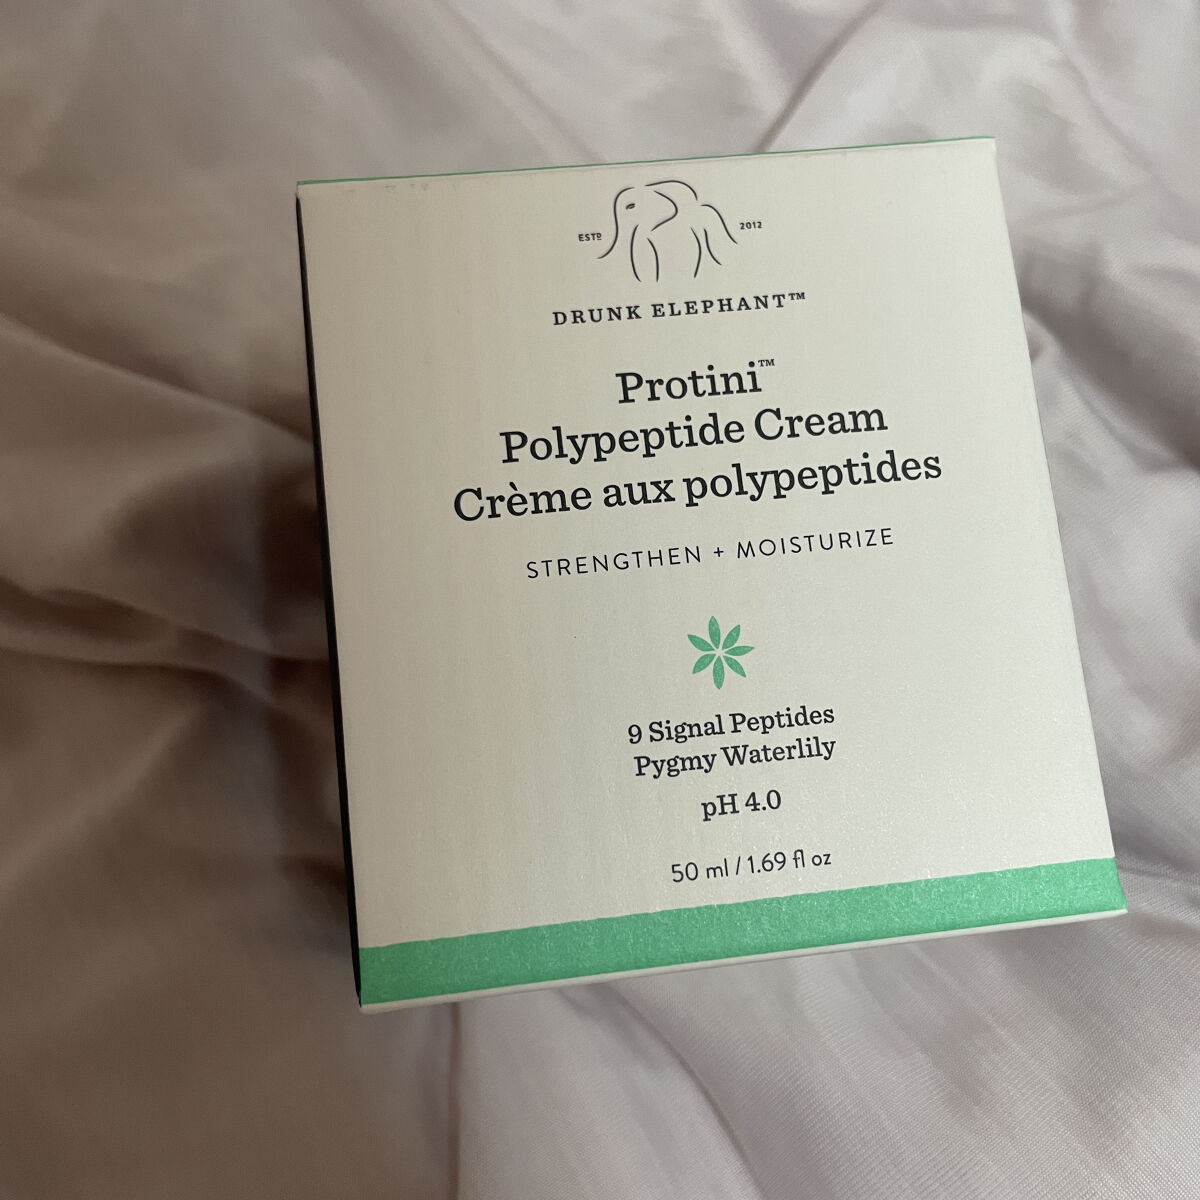 ESTD
2012
DRUNK ELEPHANT™
Protini™
Polypeptide Cream
Crème aux polypeptides
STRENGTHEN + MOISTURIZE
9 Signal Peptides
Pygmy Waterlily
pH 4.0
50 ml / 1.69 fl oz